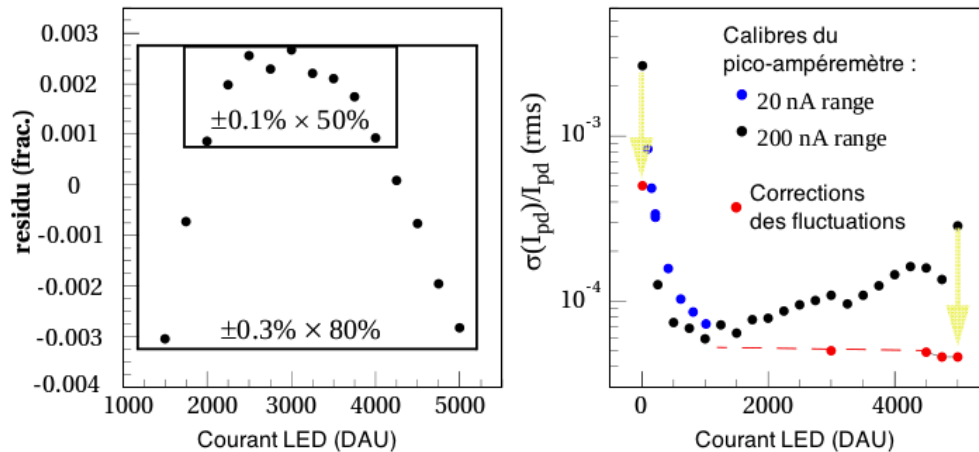 0.003
0.002
0.001
0
-0.001
-0.002
-0.003
-0.004
residu (frac.)
±0.1% × 50%
±0.3% × 80%
1000 2000 3000 4000 5000
Courant LED (DAU)
σ(I_pd)/I_pd (rms)
10^-3
10^-4
Calibres du
pico-ampéremètre :
20 nA range
200 nA range
Corrections
des fluctuations
0 2000 4000
Courant LED (DAU)